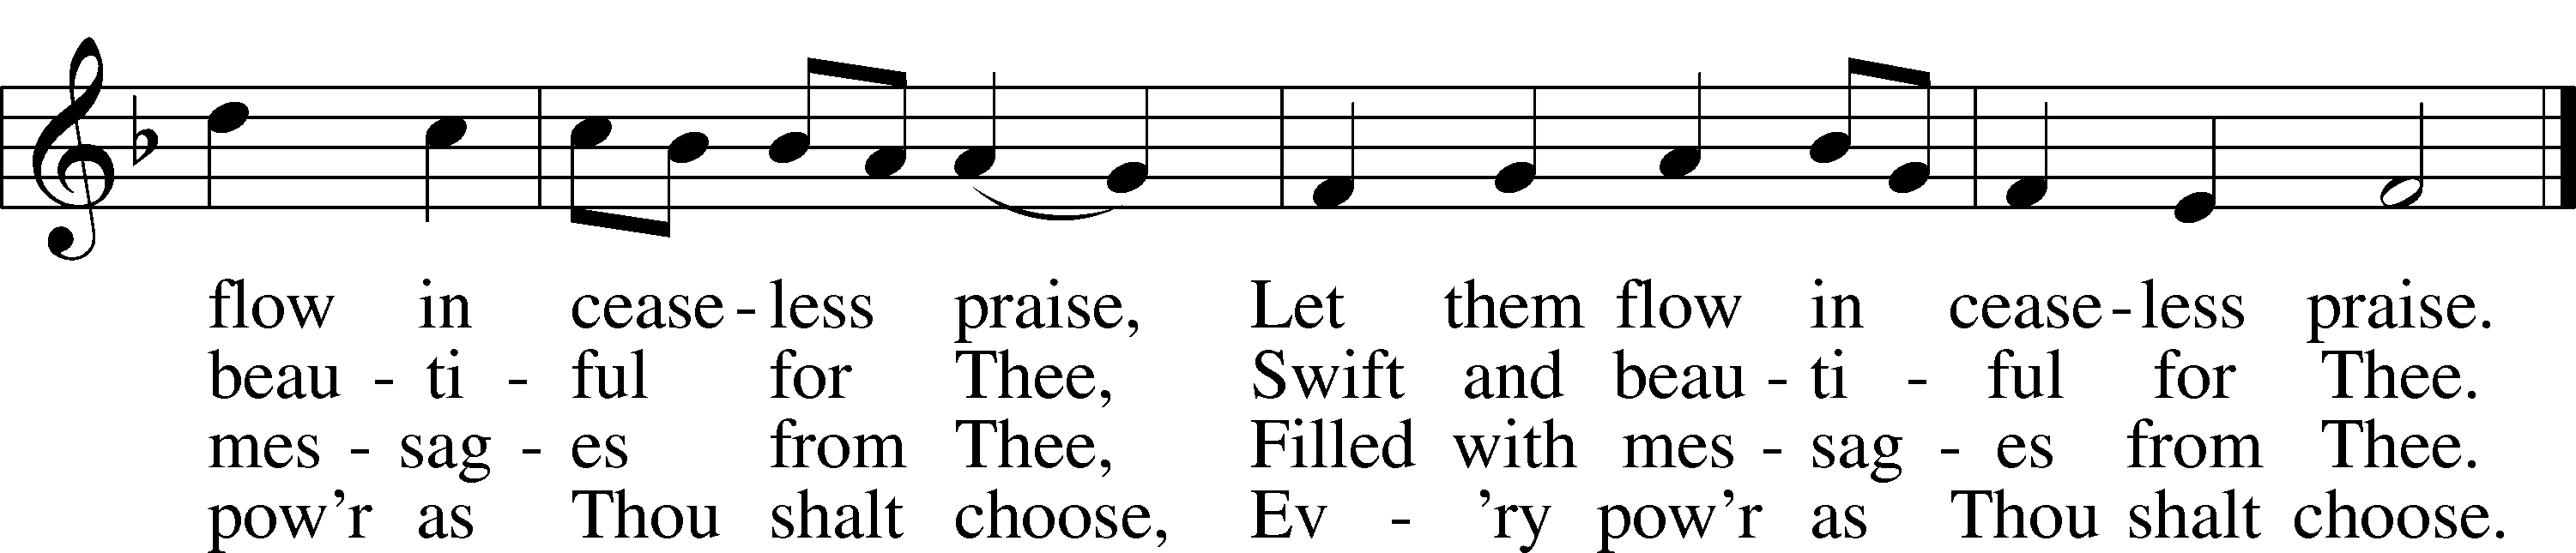 flow in cease - less praise, Let them flow in cease - less praise.
beau - ti - ful for Thee, Swift and beau - ti - ful for Thee.
mes - sag - es from Thee, Filled with mes - sag - es from Thee.
pow'r as Thou shalt choose, Ev - 'ry pow'r as Thou shalt choose.